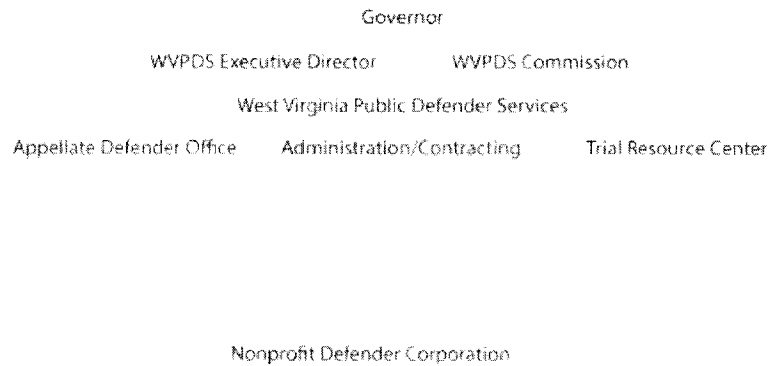 Governor
WVPDS Executive Director WVPDS Commission
West Virginia Public Defender Services
Appellate Defender Office Administration/Contracting Trial Resource Center
Nonprofit Defender Corporation